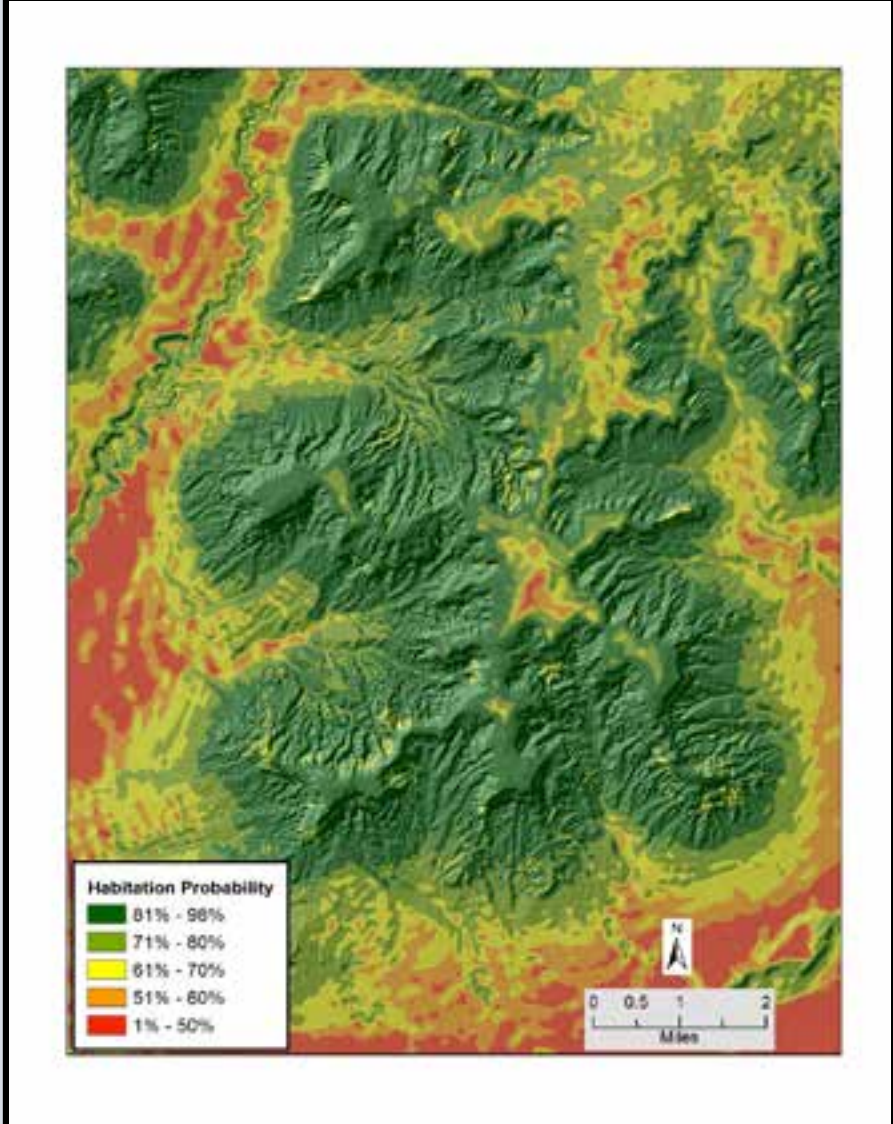 Habitation Probability
81% - 98%
71% - 80%
61% - 70%
51% - 60%
1% - 50%
N
0 0.5 1 2
Miles